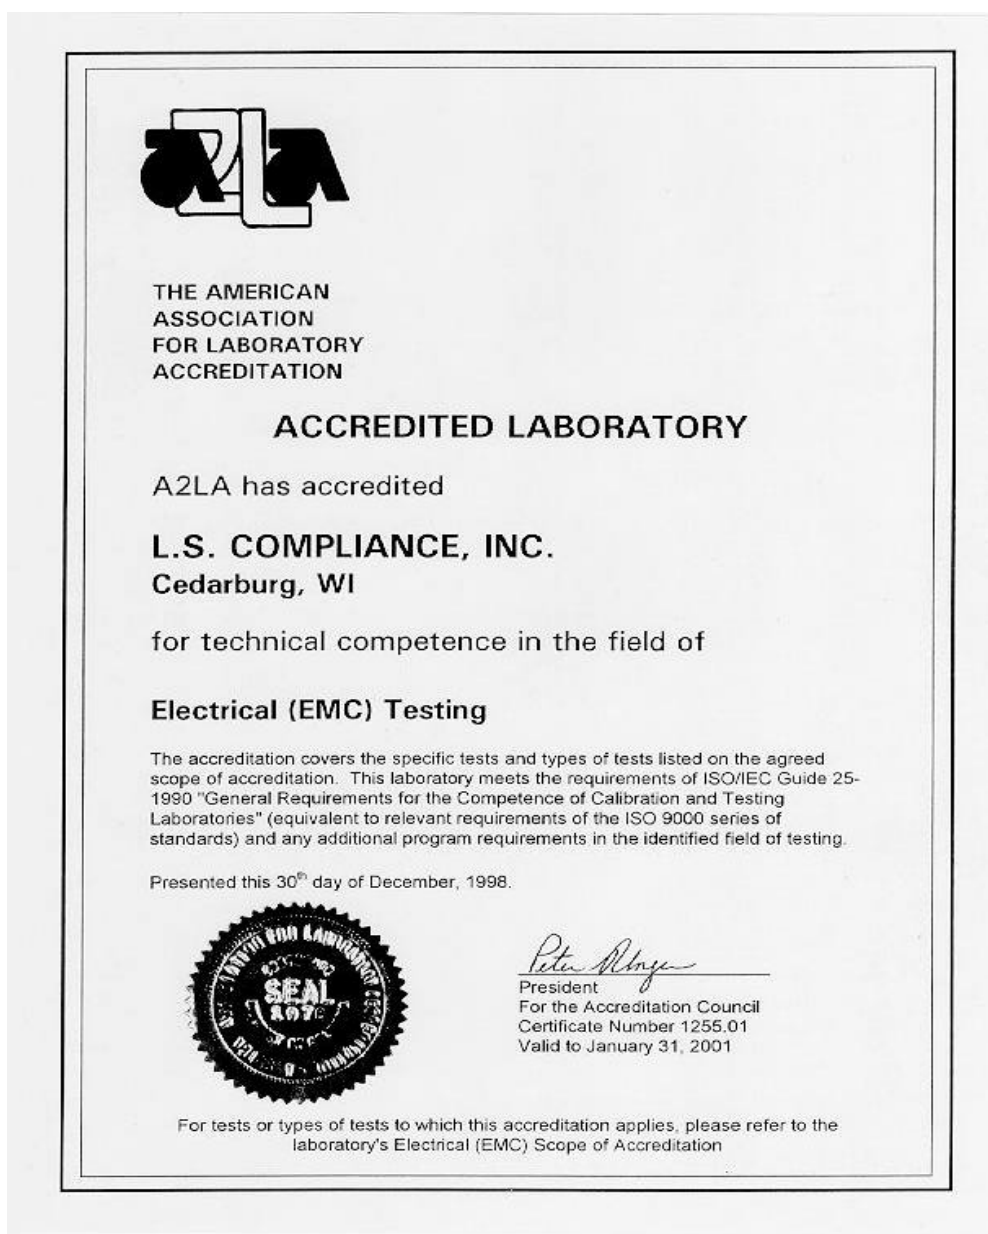 A2LA
THE AMERICAN
ASSOCIATION
FOR LABORATORY
ACCREDITATION
ACCREDITED LABORATORY
A2LA has accredited
L.S. COMPLIANCE, INC.
Cedarburg, WI
for technical competence in the field of
Electrical (EMC) Testing
The accreditation covers the specific tests and types of tests listed on the agreed
scope of accreditation. This laboratory meets the requirements of ISO/IEC Guide 25-
1990 "General Requirements for the Competence of Calibration and Testing
Laboratories" (equivalent to relevant requirements of the ISO 9000 series of
standards) and any additional program requirements in the identified field of testing.
Presented this 30th day of December, 1998.
SEAL
Peter
President
For the Accreditation Council
Certificate Number 1255.01
Valid to January 31, 2001
For tests or types of tests to which this accreditation applies, please refer to the
laboratory's Electrical (EMC) Scope of Accreditation